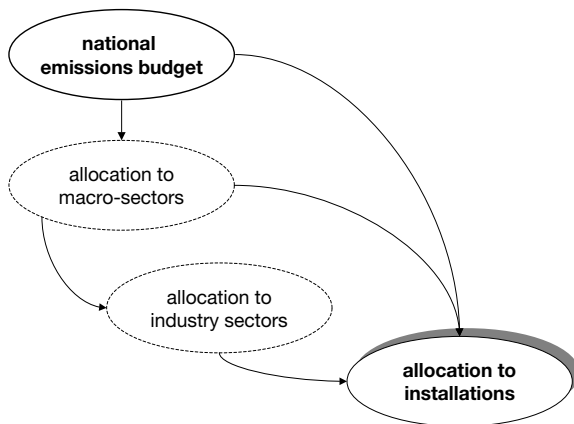 national
emissions budget
allocation to
macro-sectors
allocation to
industry sectors
allocation to
installations